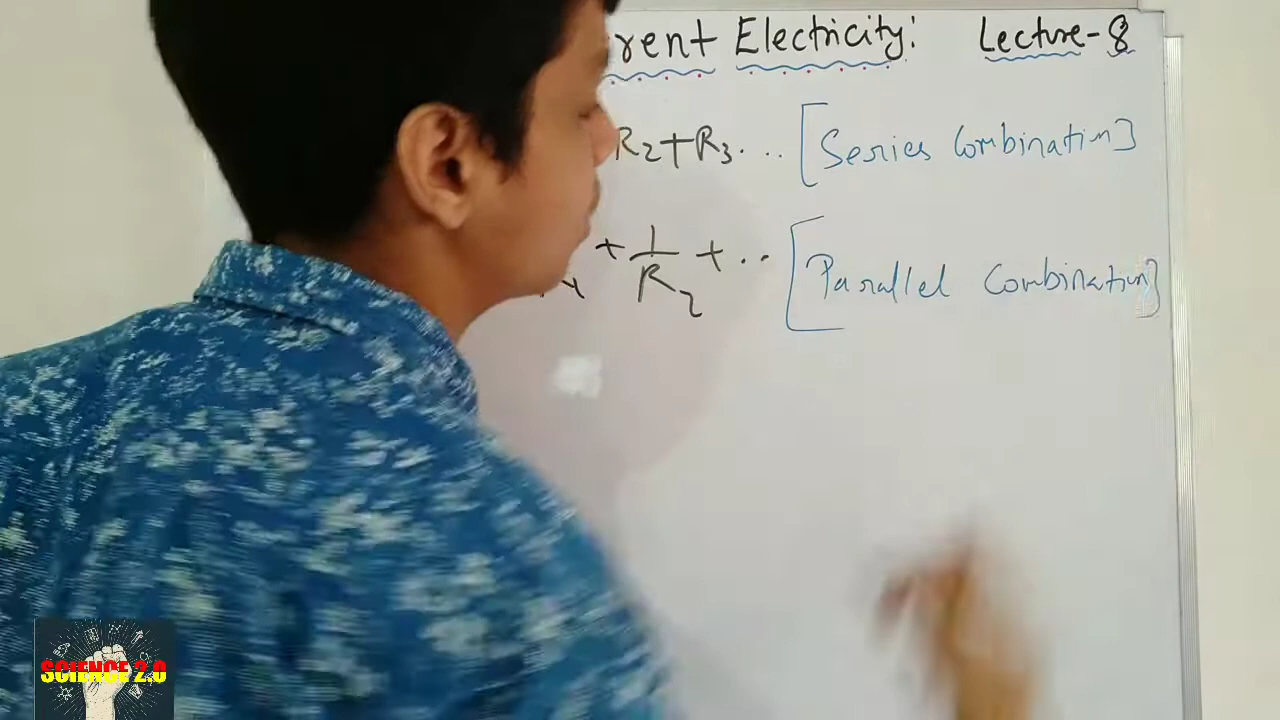 rent Electricity: Lecture-8
R2+R3... [Series Combination]
+ 1/R2 + .. [Parallel Combination]
SCIENCE 2.0